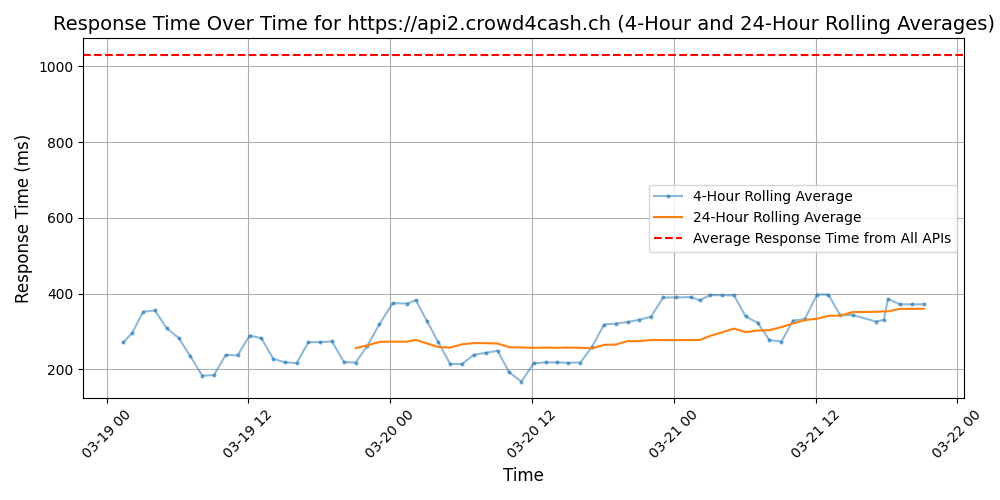 Response Time Over Time for https://api2.crowd4cash.ch (4-Hour and 24-Hour Rolling Averages)
Response Time (ms)
1000
800
600
400
200
4-Hour Rolling Average
24-Hour Rolling Average
Average Response Time from All APIs
03-19 00
03-19 12
03-20 00
03-20 12
03-21 00
03-21 12
03-22 00
Time